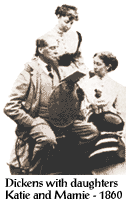 Dickens with daughters
Katie and Mamie - 1860